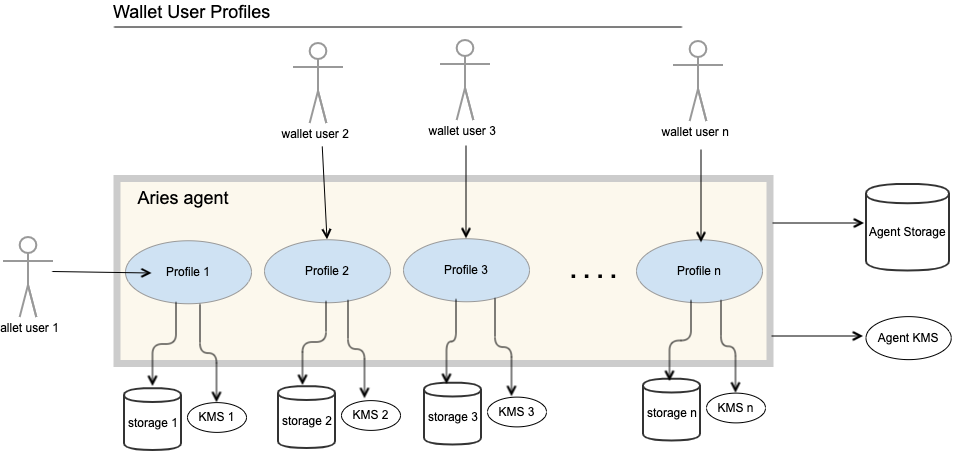 Wallet User Profiles
wallet user 2
wallet user 3
wallet user n
Aries agent
Agent Storage
Profile 1
Profile 2
Profile 3
. . . .
Profile n
allet user 1
Agent KMS
storage 1
KMS 1
storage 2
KMS 2
storage 3
KMS 3
storage n
KMS n